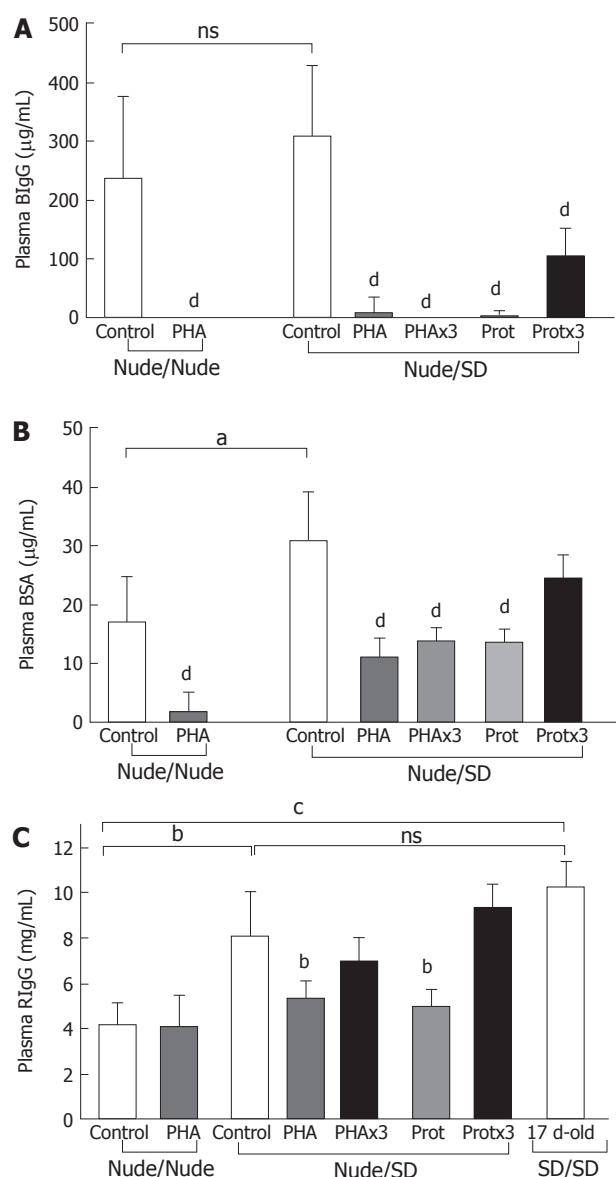 A
Plasma BIgG (μg/mL)
600
500
400
300
200
100
0
ns
d
d
d
d
d
Control PHA Control PHA PHAx3 Prot Protx3
Nude/Nude Nude/SD
B
Plasma BSA (μg/mL)
50
40
30
20
10
0
a
d
d
d
d
Control PHA Control PHA PHAx3 Prot Protx3
Nude/Nude Nude/SD
C
Plasma RIgG (mg/mL)
12
10
8
6
4
2
0
c
b ns
b
b
Control PHA Control PHA PHAx3 Prot Protx3 17 d-old
Nude/Nude Nude/SD SD/SD